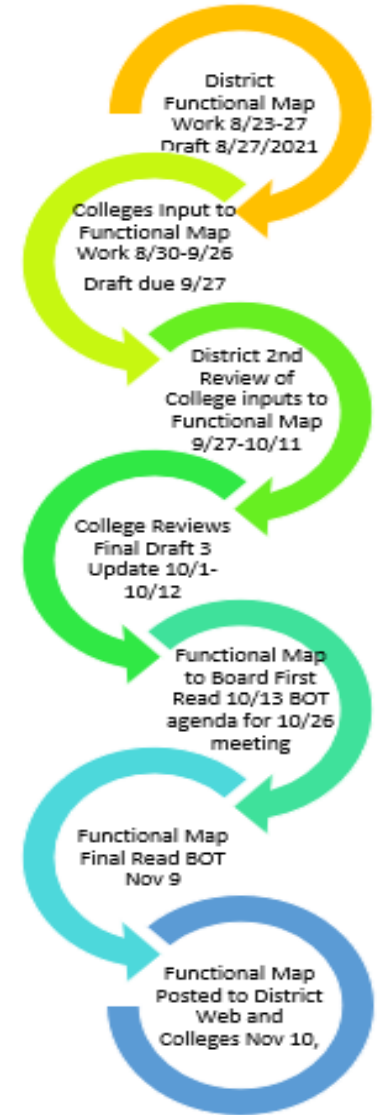 District
Functional Map
Work 8/23-27
Draft 8/27/2021
Colleges Input to
Functional Map
Work 8/30-9/26
Draft due 9/27
District 2nd
Review of
College inputs to
Functional Map
9/27-10/11
College Reviews
Final Draft 3
Update 10/1-
10/12
Functional Map
to Board First
Read 10/13 BOT
agenda for 10/26
meeting
Functional Map
Final Read BOT
Nov 9
Functional Map
Posted to District
Web and
Colleges Nov 10,